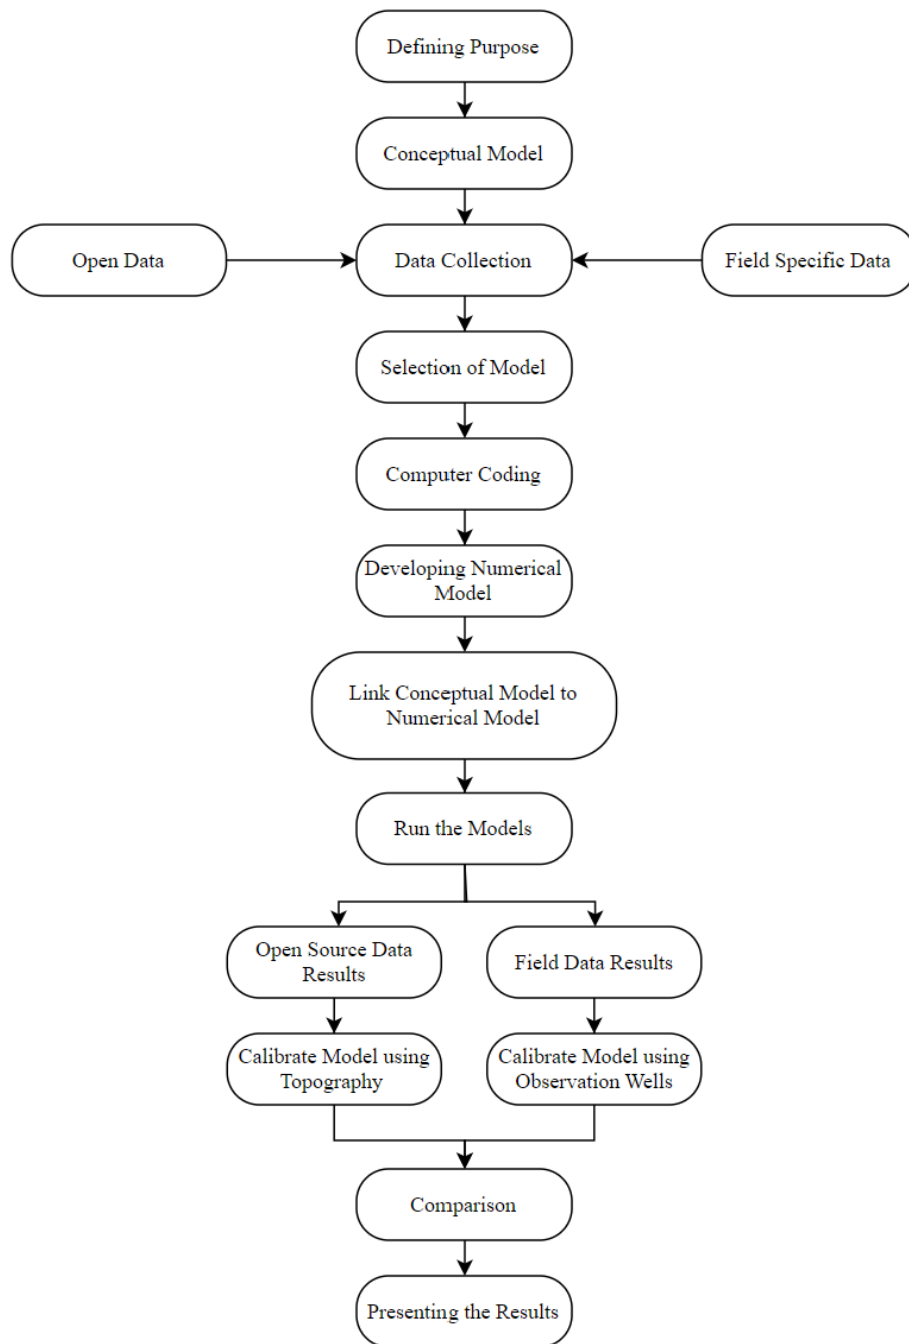 Defining Purpose
Conceptual Model
Open Data
Data Collection
Field Specific Data
Selection of Model
Computer Coding
Developing Numerical
Model
Link Conceptual Model to
Numerical Model
Run the Models
Open Source Data
Results
Field Data Results
Calibrate Model using
Topography
Calibrate Model using
Observation Wells
Comparison
Presenting the Results